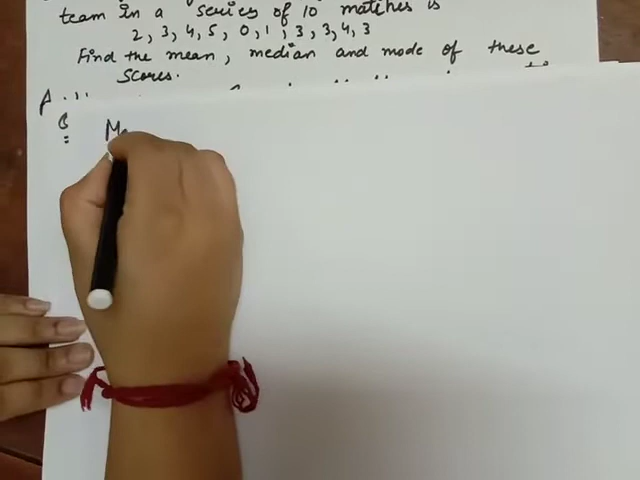 team in a series of 10 matches is
2, 3, 4, 5, 0, 1, 3, 3, 4, 3
Find the mean, median and mode of these
scores.